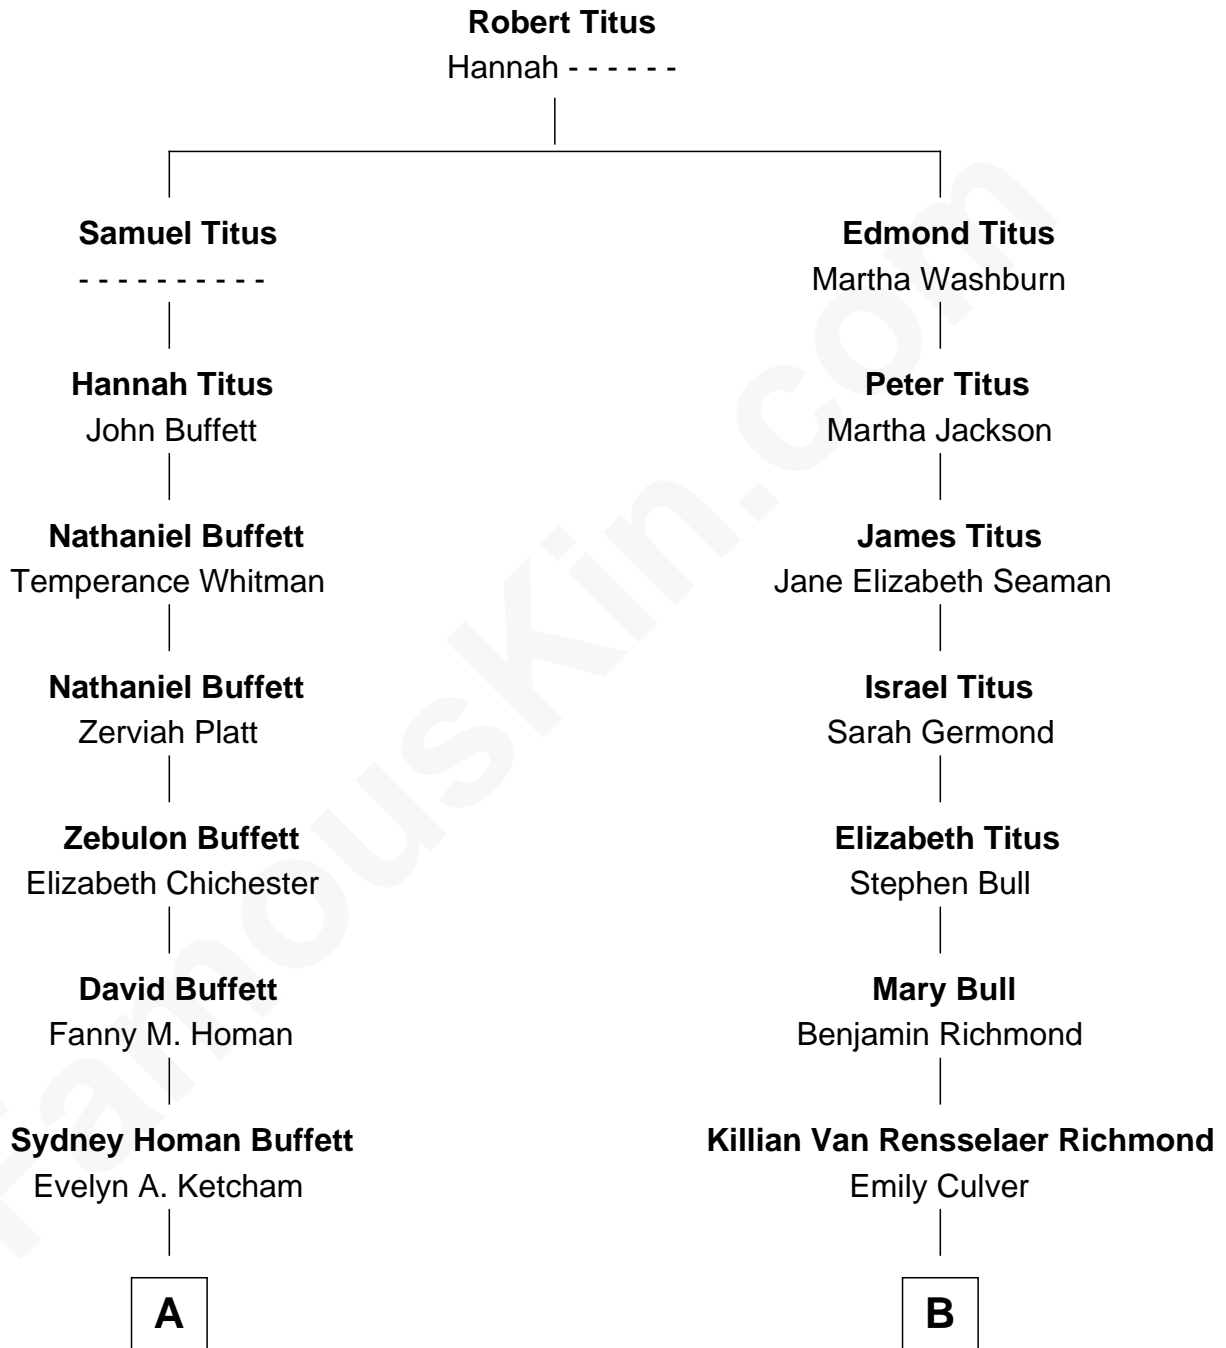 Robert Titus
Hannah - - - - - -
Samuel Titus
- - - - - - - - - -
Edmond Titus
Martha Washburn
Hannah Titus
John Buffett
Peter Titus
Martha Jackson
Nathaniel Buffett
Temperance Whitman
James Titus
Jane Elizabeth Seaman
Nathaniel Buffett
Zerviah Platt
Israel Titus
Sarah Germond
Zebulon Buffett
Elizabeth Chichester
Elizabeth Titus
Stephen Bull
David Buffett
Fanny M. Homan
Mary Bull
Benjamin Richmond
Sydney Homan Buffett
Evelyn A. Ketcham
Killian Van Rensselaer Richmond
Emily Culver
A
B
FamousKin.com